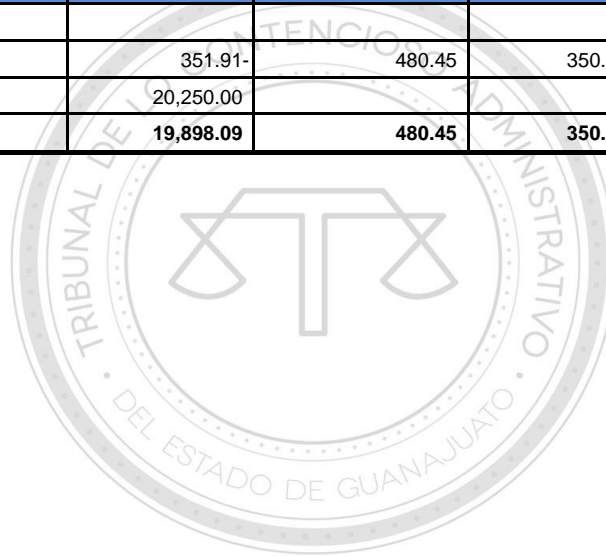 351.91- 480.45 350.
20,250.00
19,898.09 480.45 350.
TRIBUNAL DE LO CONTENCIOSO ADMINISTRATIVO
• DEL ESTADO DE GUANAJUATO •